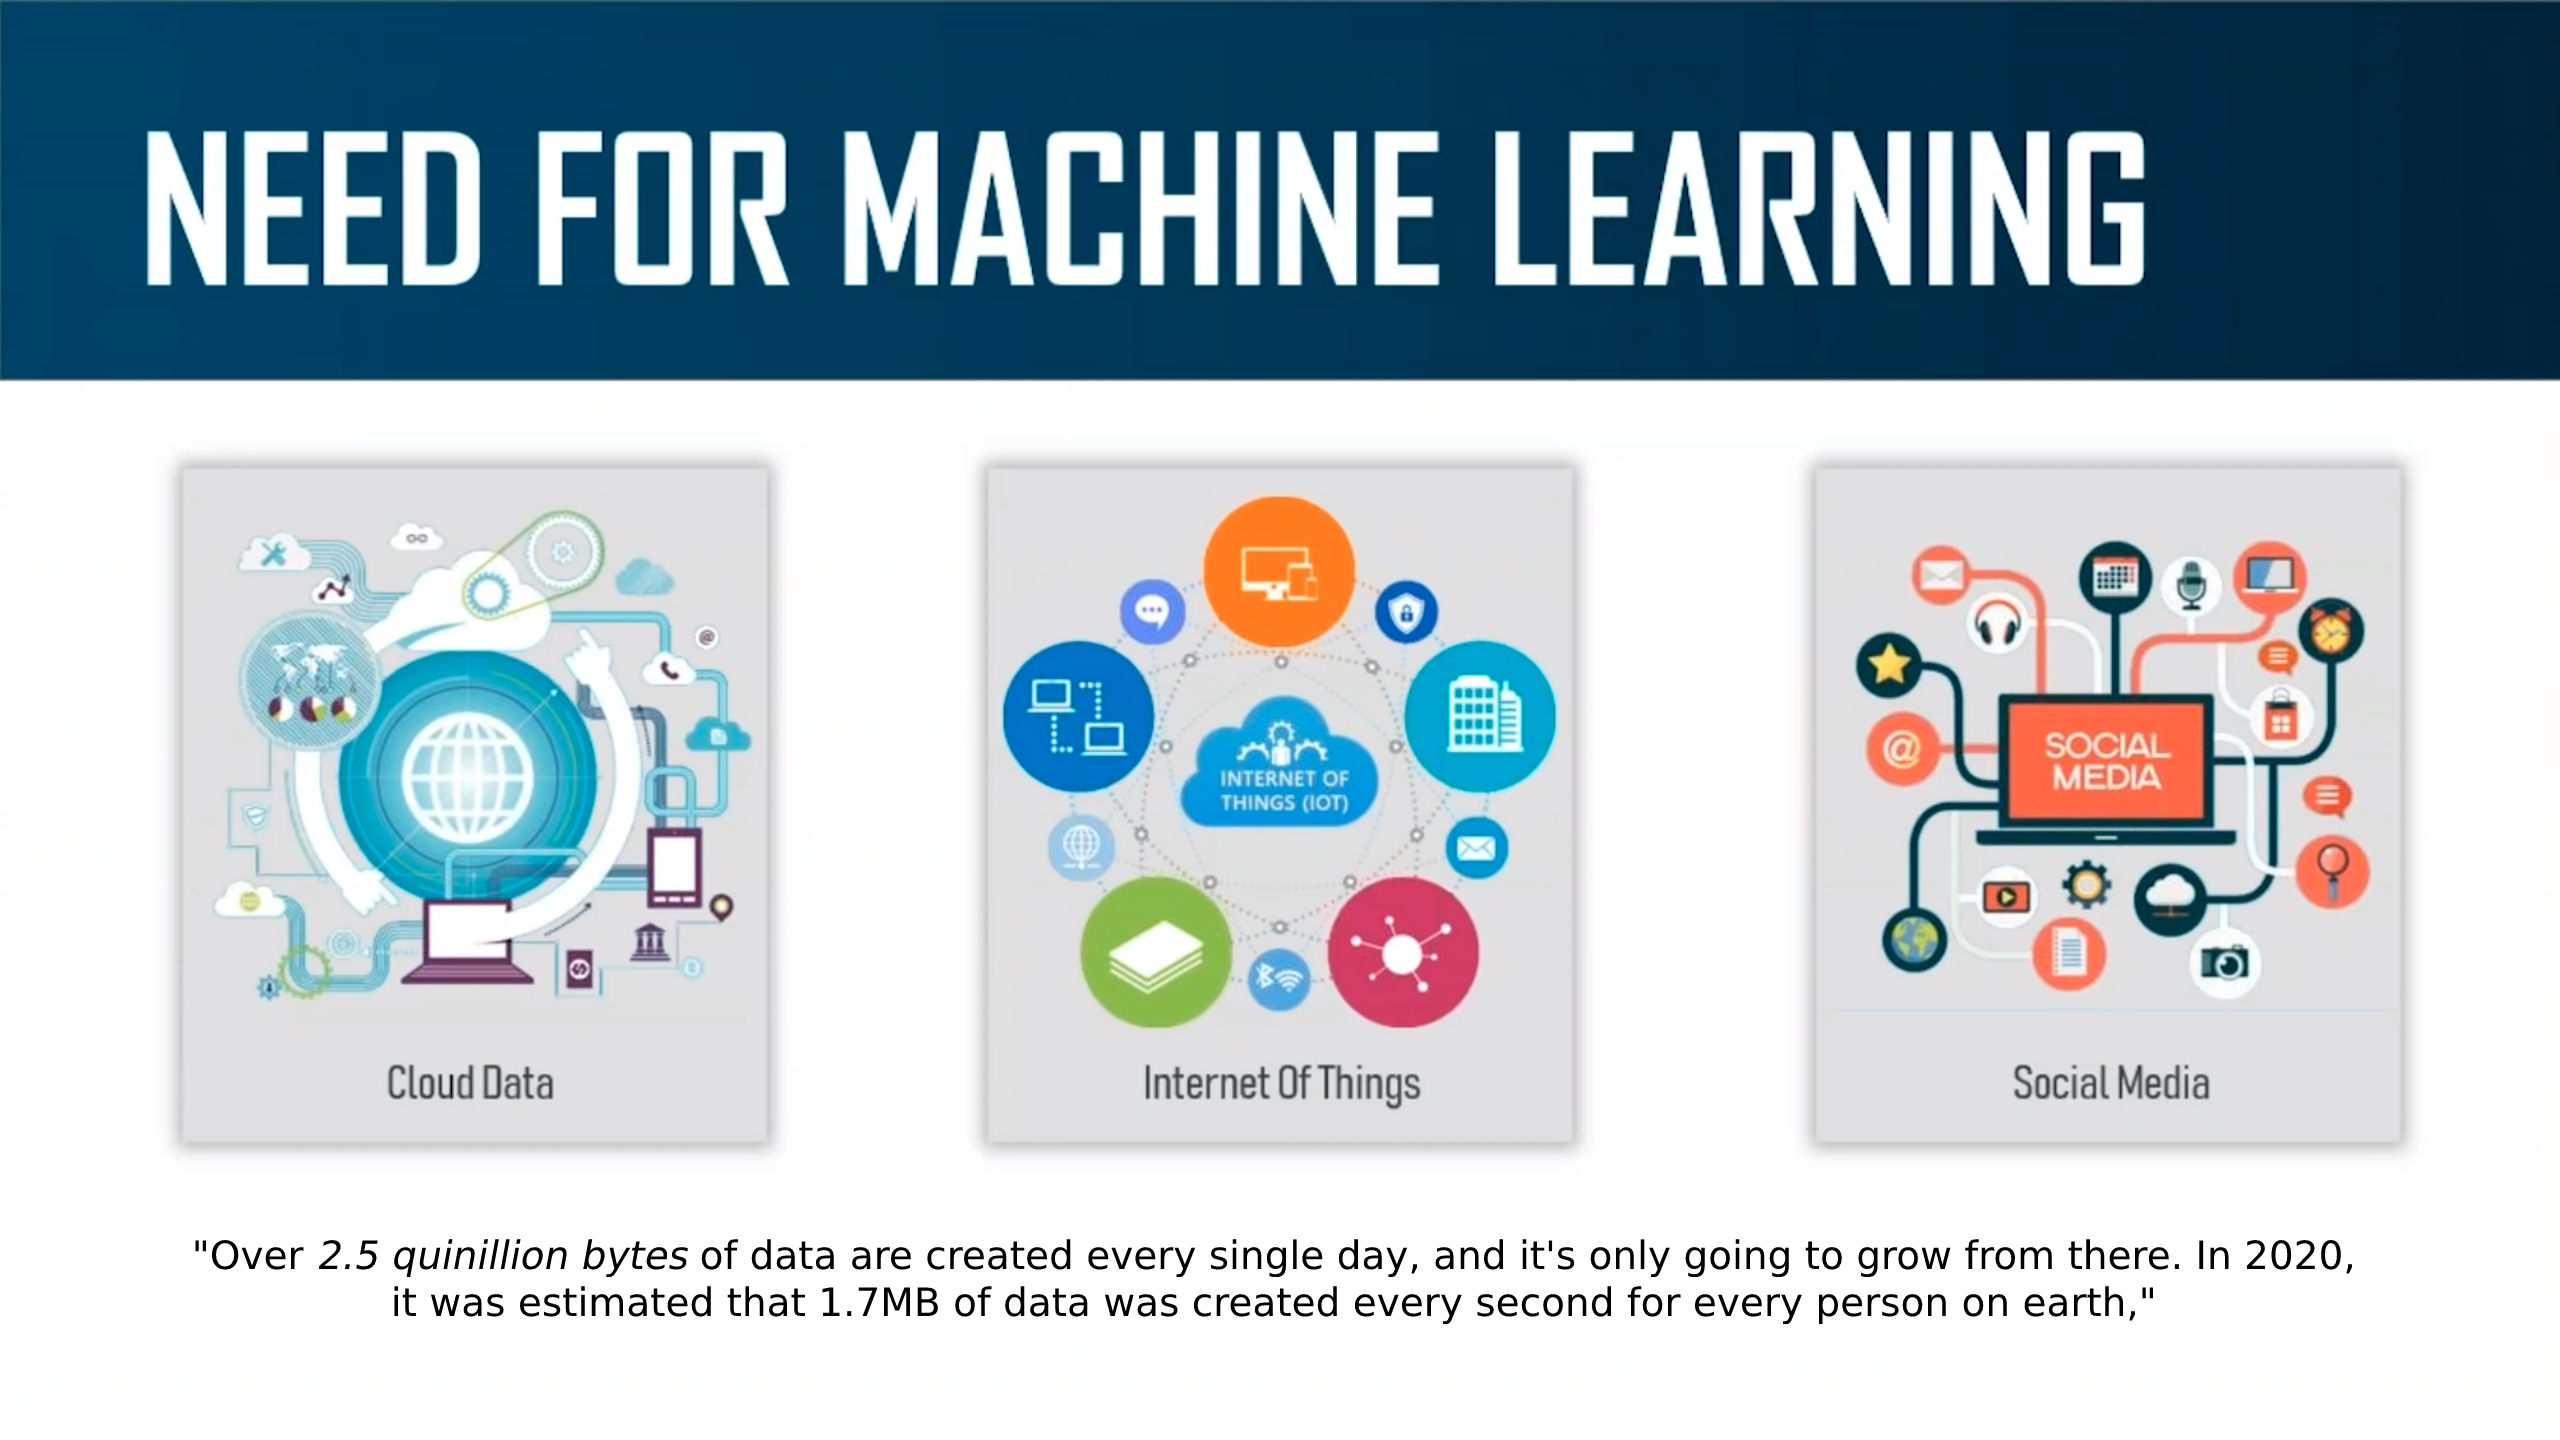 NEED FOR MACHINE LEARNING
@
INTERNET OF
THINGS (IOT)
@
SOCIAL
MEDIA
Cloud Data
Internet Of Things
Social Media
"Over 2.5 quinillion bytes of data are created every single day, and it's only going to grow from there. In 2020,
it was estimated that 1.7MB of data was created every second for every person on earth,"